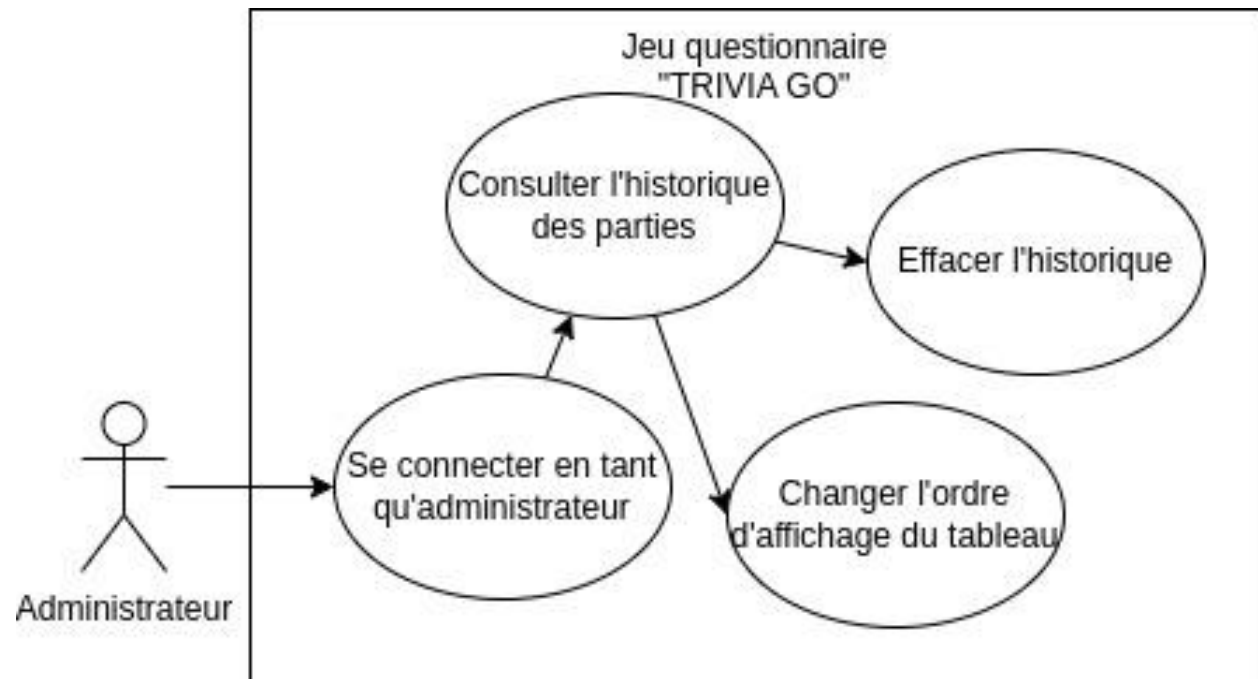 Jeu questionnaire
"TRIVIA GO"
Consulter l'historique
des parties
Effacer l'historique
Se connecter en tant
qu'administrateur
Changer l'ordre
d'affichage du tableau
Administrateur